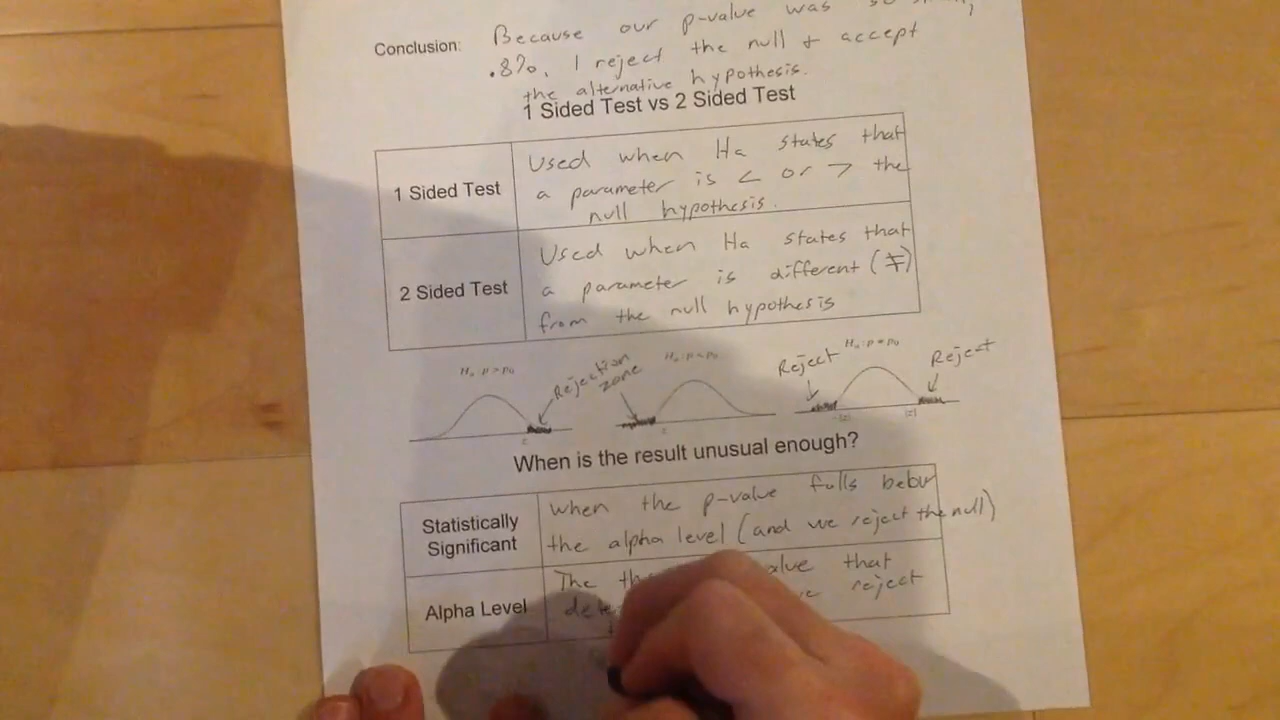 Because our p-value was so small,
Conclusion: .8%, I reject the null + accept
the alternative hypothesis.
1 Sided Test vs 2 Sided Test
1 Sided Test
Used when Ha states that
a parameter is < or > the
null hypothesis.
2 Sided Test
Used when Ha states that
a parameter is different (≠)
from the null hypothesis
Rejection
zone
Reject
Reject
z
z
-|z|
|z|
When is the result unusual enough?
Statistically
Significant
when the p-value falls below
the alpha level (and we reject the null)
Alpha Level
The that
reject